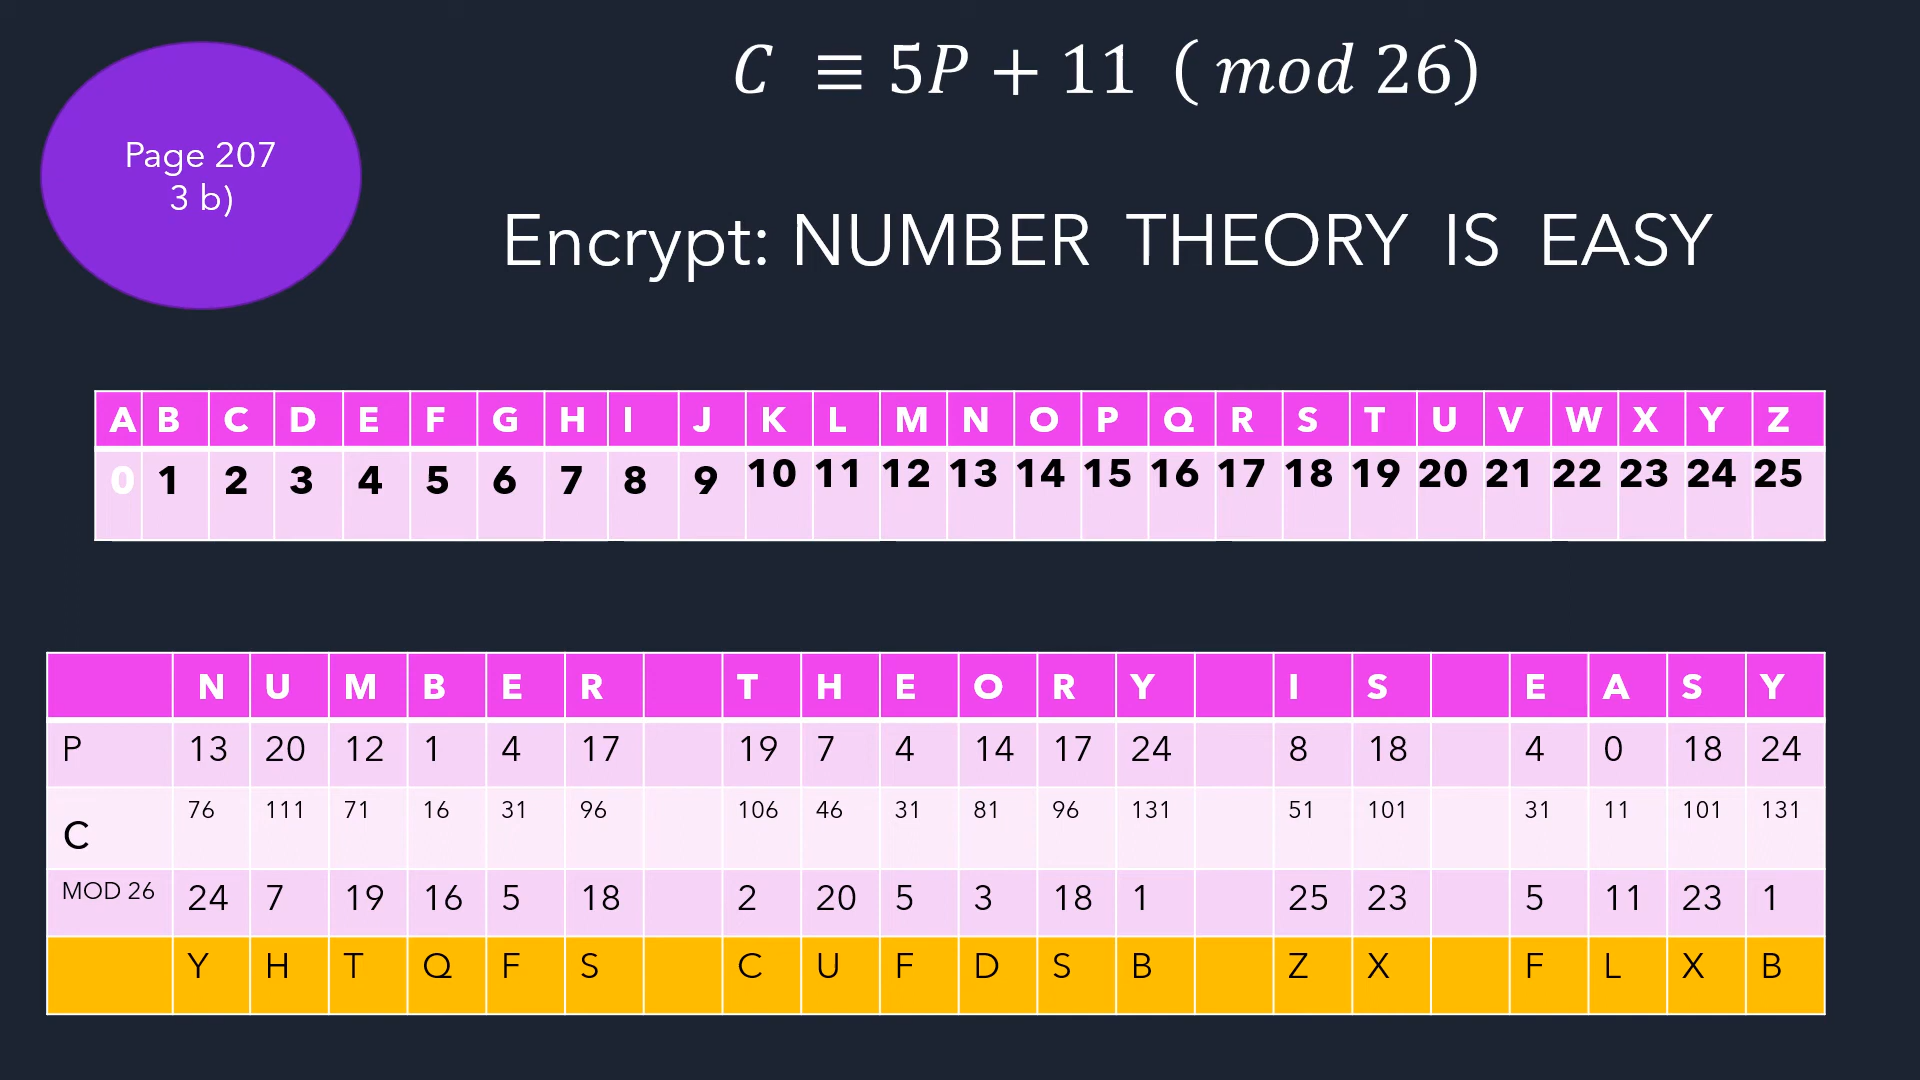 C ≡ 5P + 11 ( mod 26)
Page 207
3 b)
Encrypt: NUMBER THEORY IS EASY
A B C D E F G H I J K L M N O P Q R S T U V W X Y Z
0 1 2 3 4 5 6 7 8 9 10 11 12 13 14 15 16 17 18 19 20 21 22 23 24 25
N U M B E R T H E O R Y I S E A S Y
P 13 20 12 1 4 17 19 7 4 14 17 24 8 18 4 0 18 24
C 76 111 71 16 31 96 106 46 31 81 96 131 51 101 31 11 101 131
MOD 26 24 7 19 16 5 18 2 20 5 3 18 1 25 23 5 11 23 1
Y H T Q F S C U F D S B Z X F L X B